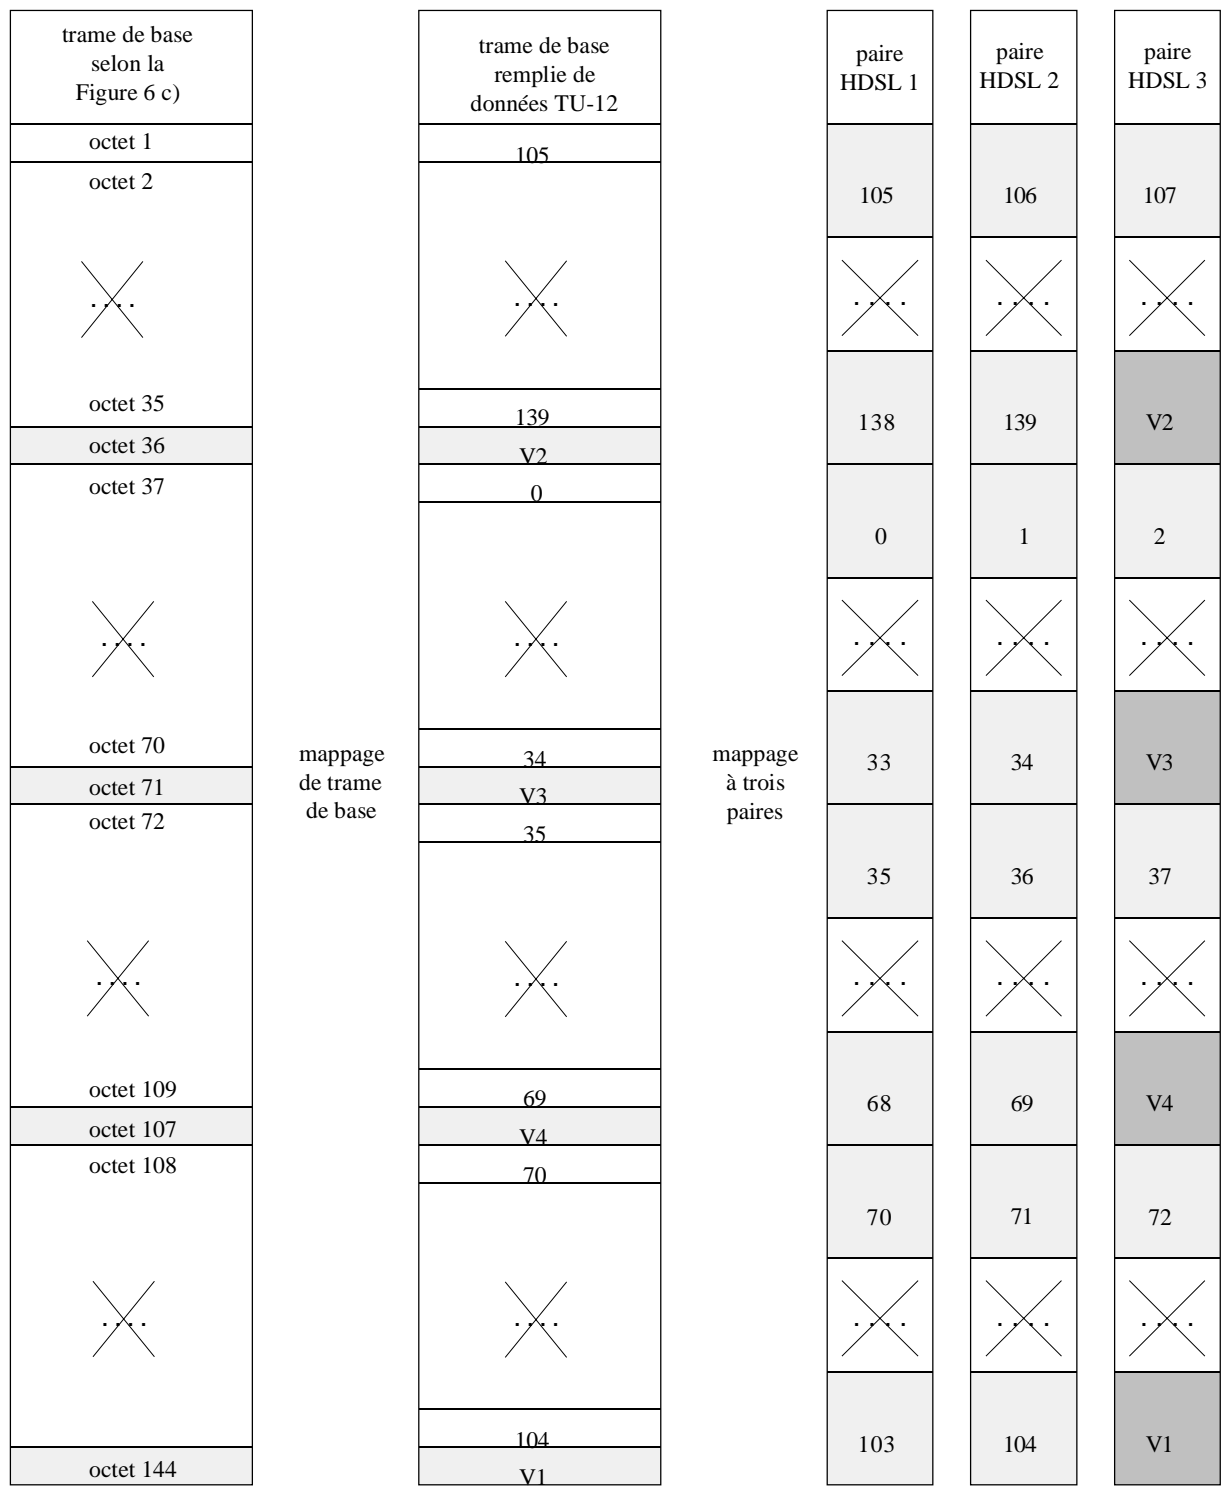 trame de base
selon la
Figure 6 c)
octet 1
octet 2
. . . .
octet 35
octet 36
octet 37
. . . .
octet 70
octet 71
octet 72
. . . .
octet 109
octet 107
octet 108
. . . .
octet 144
mappage
de trame
de base
trame de base
remplie de
données TU-12
105
. . . .
139
V2
0
. . . .
34
V3
35
. . . .
69
V4
70
. . . .
104
V1
mappage
à trois
paires
paire
HDSL 1
105
. . . .
138
0
. . . .
33
35
. . . .
68
70
. . . .
103
paire
HDSL 2
106
. . . .
139
1
. . . .
34
36
. . . .
69
71
. . . .
104
paire
HDSL 3
107
. . . .
V2
2
. . . .
V3
37
. . . .
V4
72
. . . .
V1